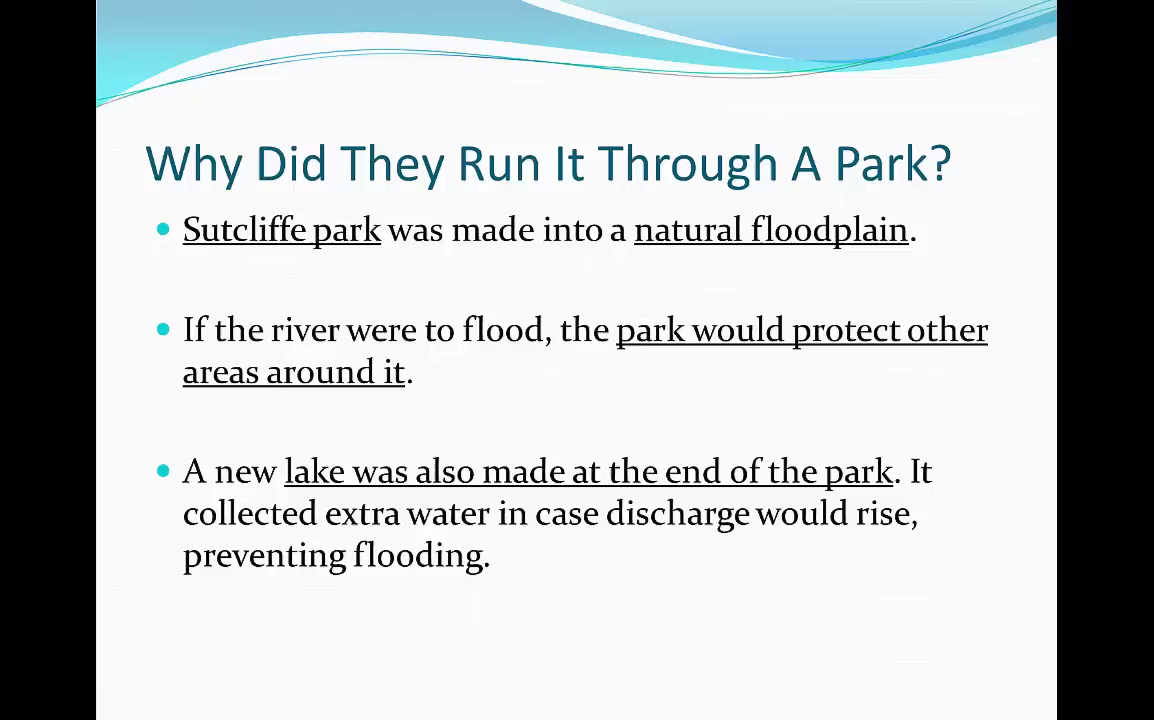 Why Did They Run It Through A Park?
• Sutcliffe park was made into a natural floodplain.
• If the river were to flood, the park would protect other
areas around it.
• A new lake was also made at the end of the park. It
collected extra water in case discharge would rise,
preventing flooding.